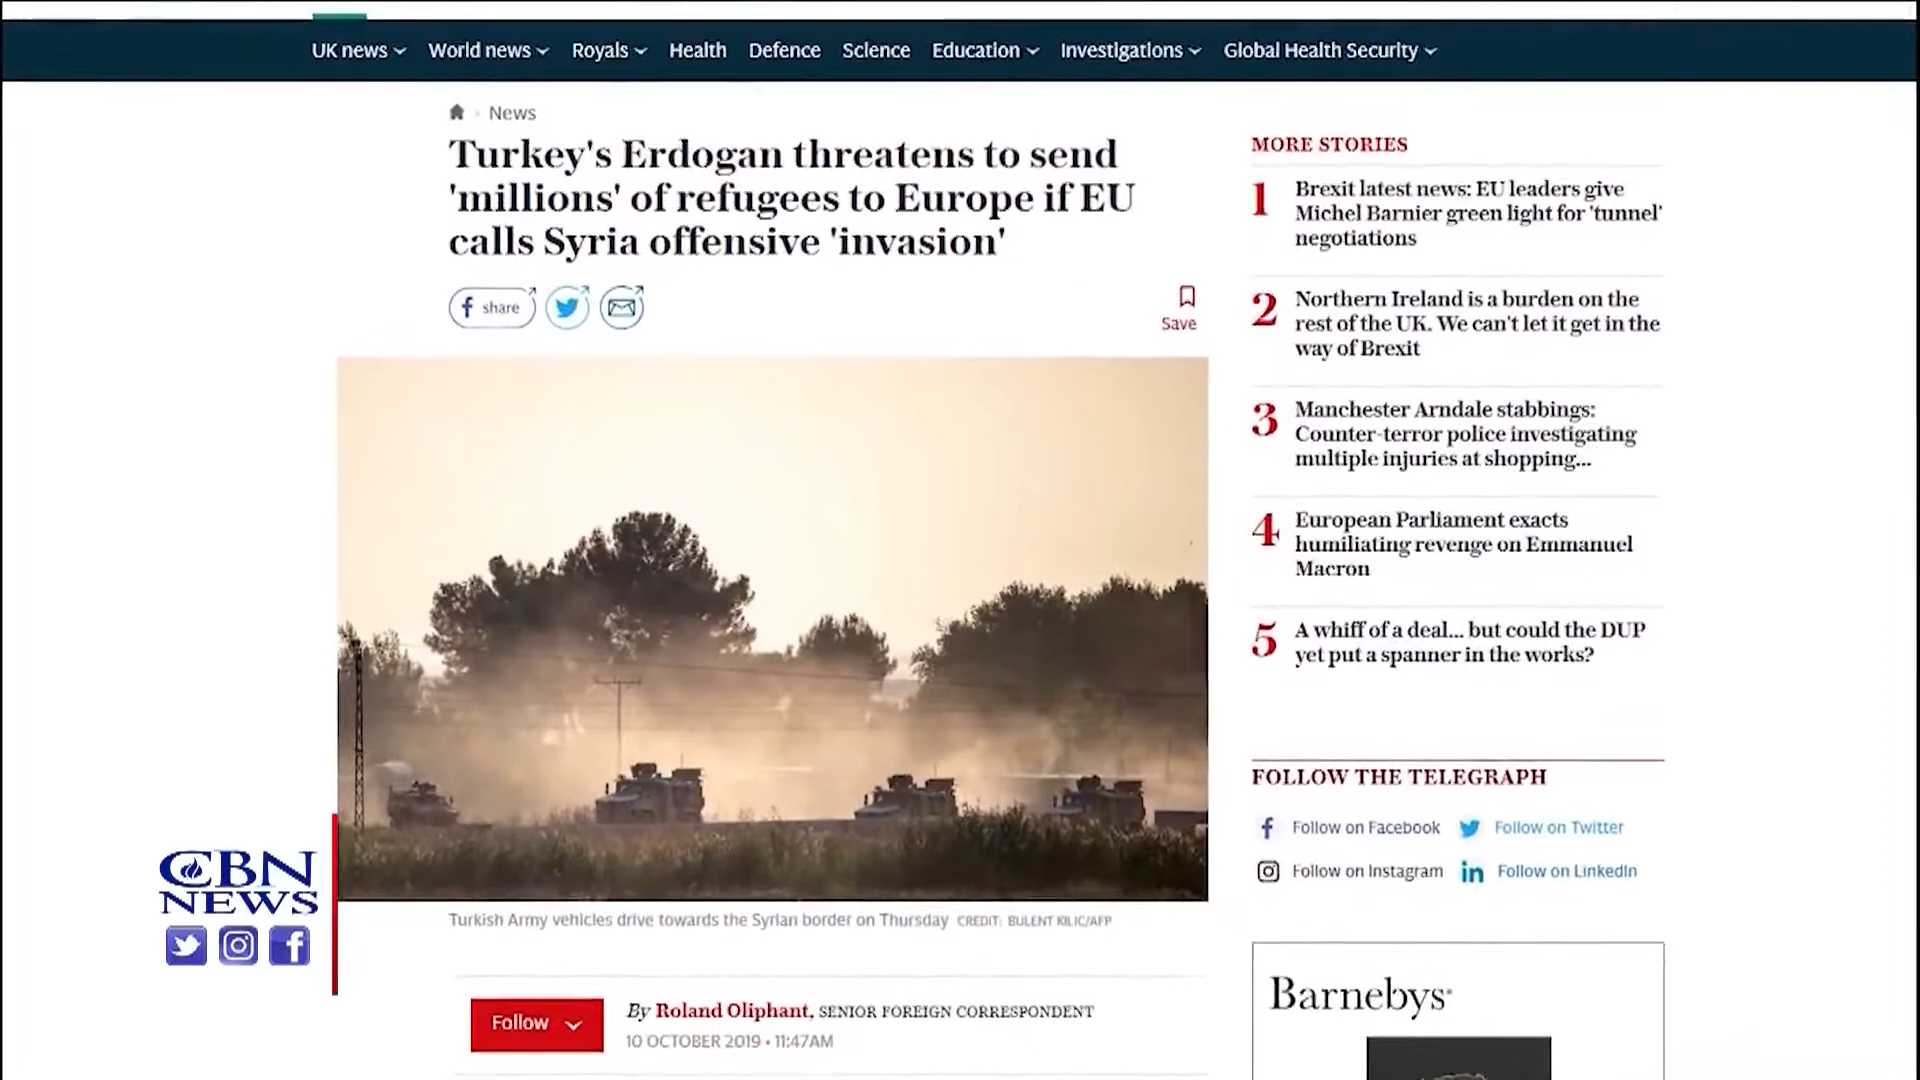 UK news World news Royals Health Defence Science Education Investigations Global Health Security
News
Turkey's Erdogan threatens to send
'millions' of refugees to Europe if EU
calls Syria offensive 'invasion'
share
Save
Turkish Army vehicles drive towards the Syrian border on Thursday CREDIT: BULENT KILIC/AFP
Follow
By Roland Oliphant, SENIOR FOREIGN CORRESPONDENT
10 OCTOBER 2019 • 11:47AM
MORE STORIES
1 Brexit latest news: EU leaders give
Michel Barnier green light for 'tunnel'
negotiations
2 Northern Ireland is a burden on the
rest of the UK. We can't let it get in the
way of Brexit
3 Manchester Arndale stabbings:
Counter-terror police investigating
multiple injuries at shopping...
4 European Parliament exacts
humiliating revenge on Emmanuel
Macron
5 A whiff of a deal... but could the DUP
yet put a spanner in the works?
FOLLOW THE TELEGRAPH
Follow on Facebook Follow on Twitter
Follow on Instagram Follow on LinkedIn
Barnebys
CBN
NEWS